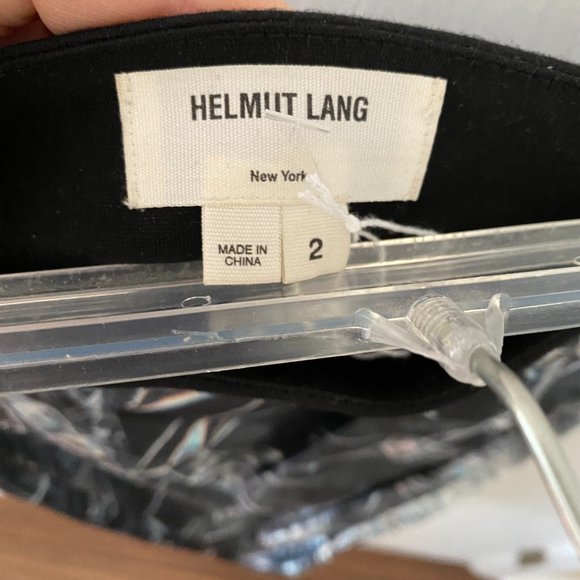 HELMUT LANG
New York
MADE IN
CHINA
2